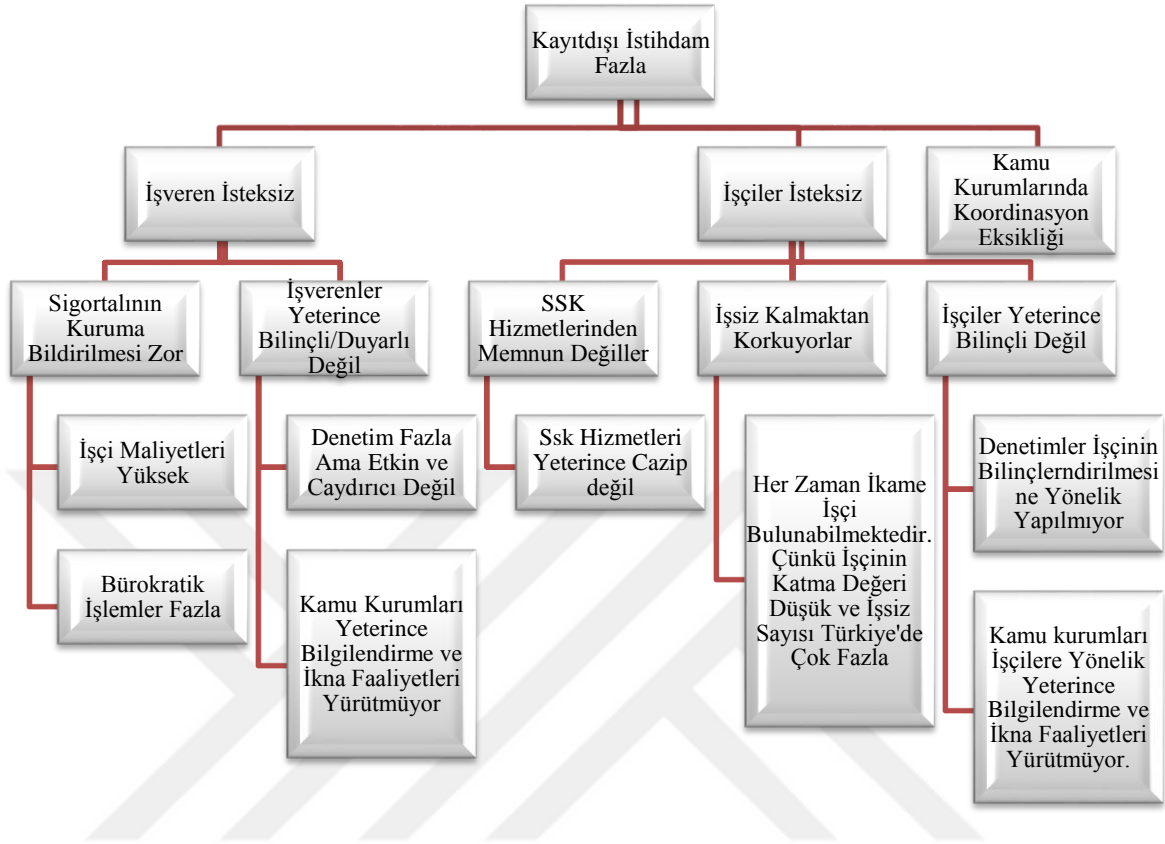 Kayıtdışı İstihdam
Fazla
İşveren İsteksiz
İşçiler İsteksiz
Kamu
Kurumlarında
Koordinasyon
Eksikliği
Sigortalının
Kuruma
Bildirilmesi Zor
İşverenler
Yeterince
Bilinçli/Duyarlı
Değil
SSK
Hizmetlerinden
Memnun Değiller
İşsiz Kalmaktan
Korkuyorlar
İşçiler Yeterince
Bilinçli Değil
İşçi Maliyetleri
Yüksek
Denetim Fazla
Ama Etkin ve
Caydırıcı Değil
Ssk Hizmetleri
Yeterince Cazip
değil
Her Zaman İkame
İşçi
Bulunabilmektedir.
Çünkü İşçinin
Katma Değeri
Düşük ve İşsiz
Sayısı Türkiye'de
Çok Fazla
Denetimler İşçinin
Bilinçlerndirilmesi
ne Yönelik
Yapılmıyor
Bürokratik
İşlemler Fazla
Kamu Kurumları
Yeterince
Bilgilendirme ve
İkna Faaliyetleri
Yürütmüyor
Kamu kurumları
İşçilere Yönelik
Yeterince
Bilgilendirme ve
İkna Faaliyetleri
Yürütmüyor.